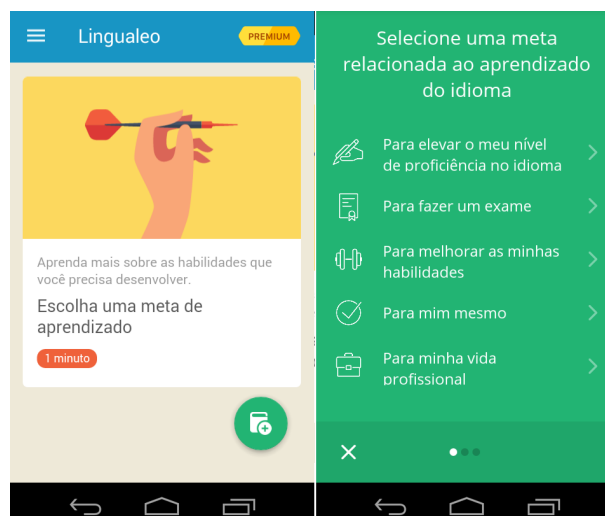 Lingualeo
PREMIUM
Aprenda mais sobre as habilidades que
você precisa desenvolver.
Escolha uma meta de
aprendizado
1 minuto
Selecione uma meta
relacionada ao aprendizado
do idioma
Para elevar o meu nível
de proficiência no idioma
Para fazer um exame
Para melhorar as minhas
habilidades
Para mim mesmo
Para minha vida
profissional